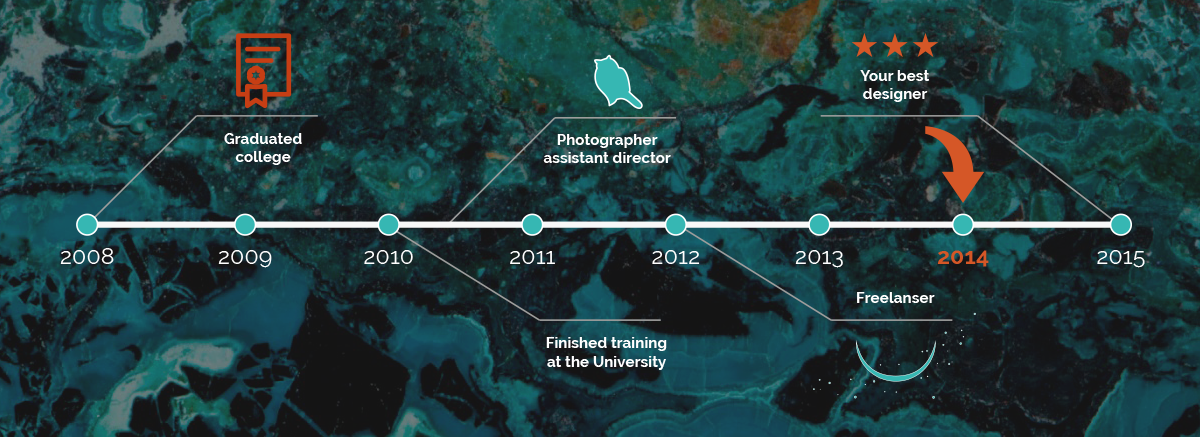 Your best
designer
Graduated
college
Photographer
assistant director
2008
2009
2010
2011
2012
2013
2014
2015
Freelanser
Finished training
at the University